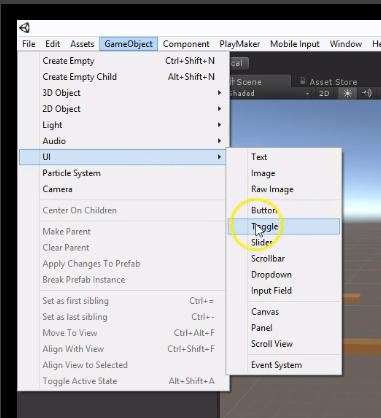 File Edit Assets GameObject Component PlayMaker Mobile Input Window He
Create Empty Ctrl+Shift+N
Create Empty Child Alt+Shift+N
3D Object
2D Object
Light
Audio
UI
Particle System
Camera
Center On Children
Make Parent
Clear Parent
Apply Changes To Prefab
Break Prefab Instance
Set as first sibling Ctrl+=
Set as last sibling Ctrl+-
Move To View Ctrl+Alt+F
Align With View Ctrl+Shift+F
Align View to Selected
Toggle Active State Alt+Shift+A
Text
Image
Raw Image
Button
Toggle
Slider
Scrollbar
Dropdown
Input Field
Canvas
Panel
Scroll View
Event System
cal
Scene Asset Store
haded 2D